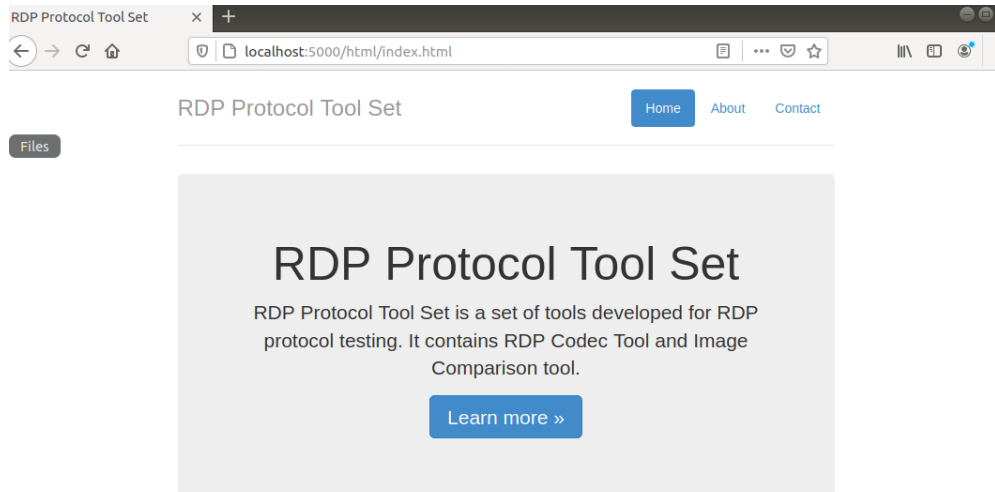 RDP Protocol Tool Set
localhost:5000/html/index.html
RDP Protocol Tool Set
Home
About
Contact
Files
RDP Protocol Tool Set
RDP Protocol Tool Set is a set of tools developed for RDP
protocol testing. It contains RDP Codec Tool and Image
Comparison tool.
Learn more »